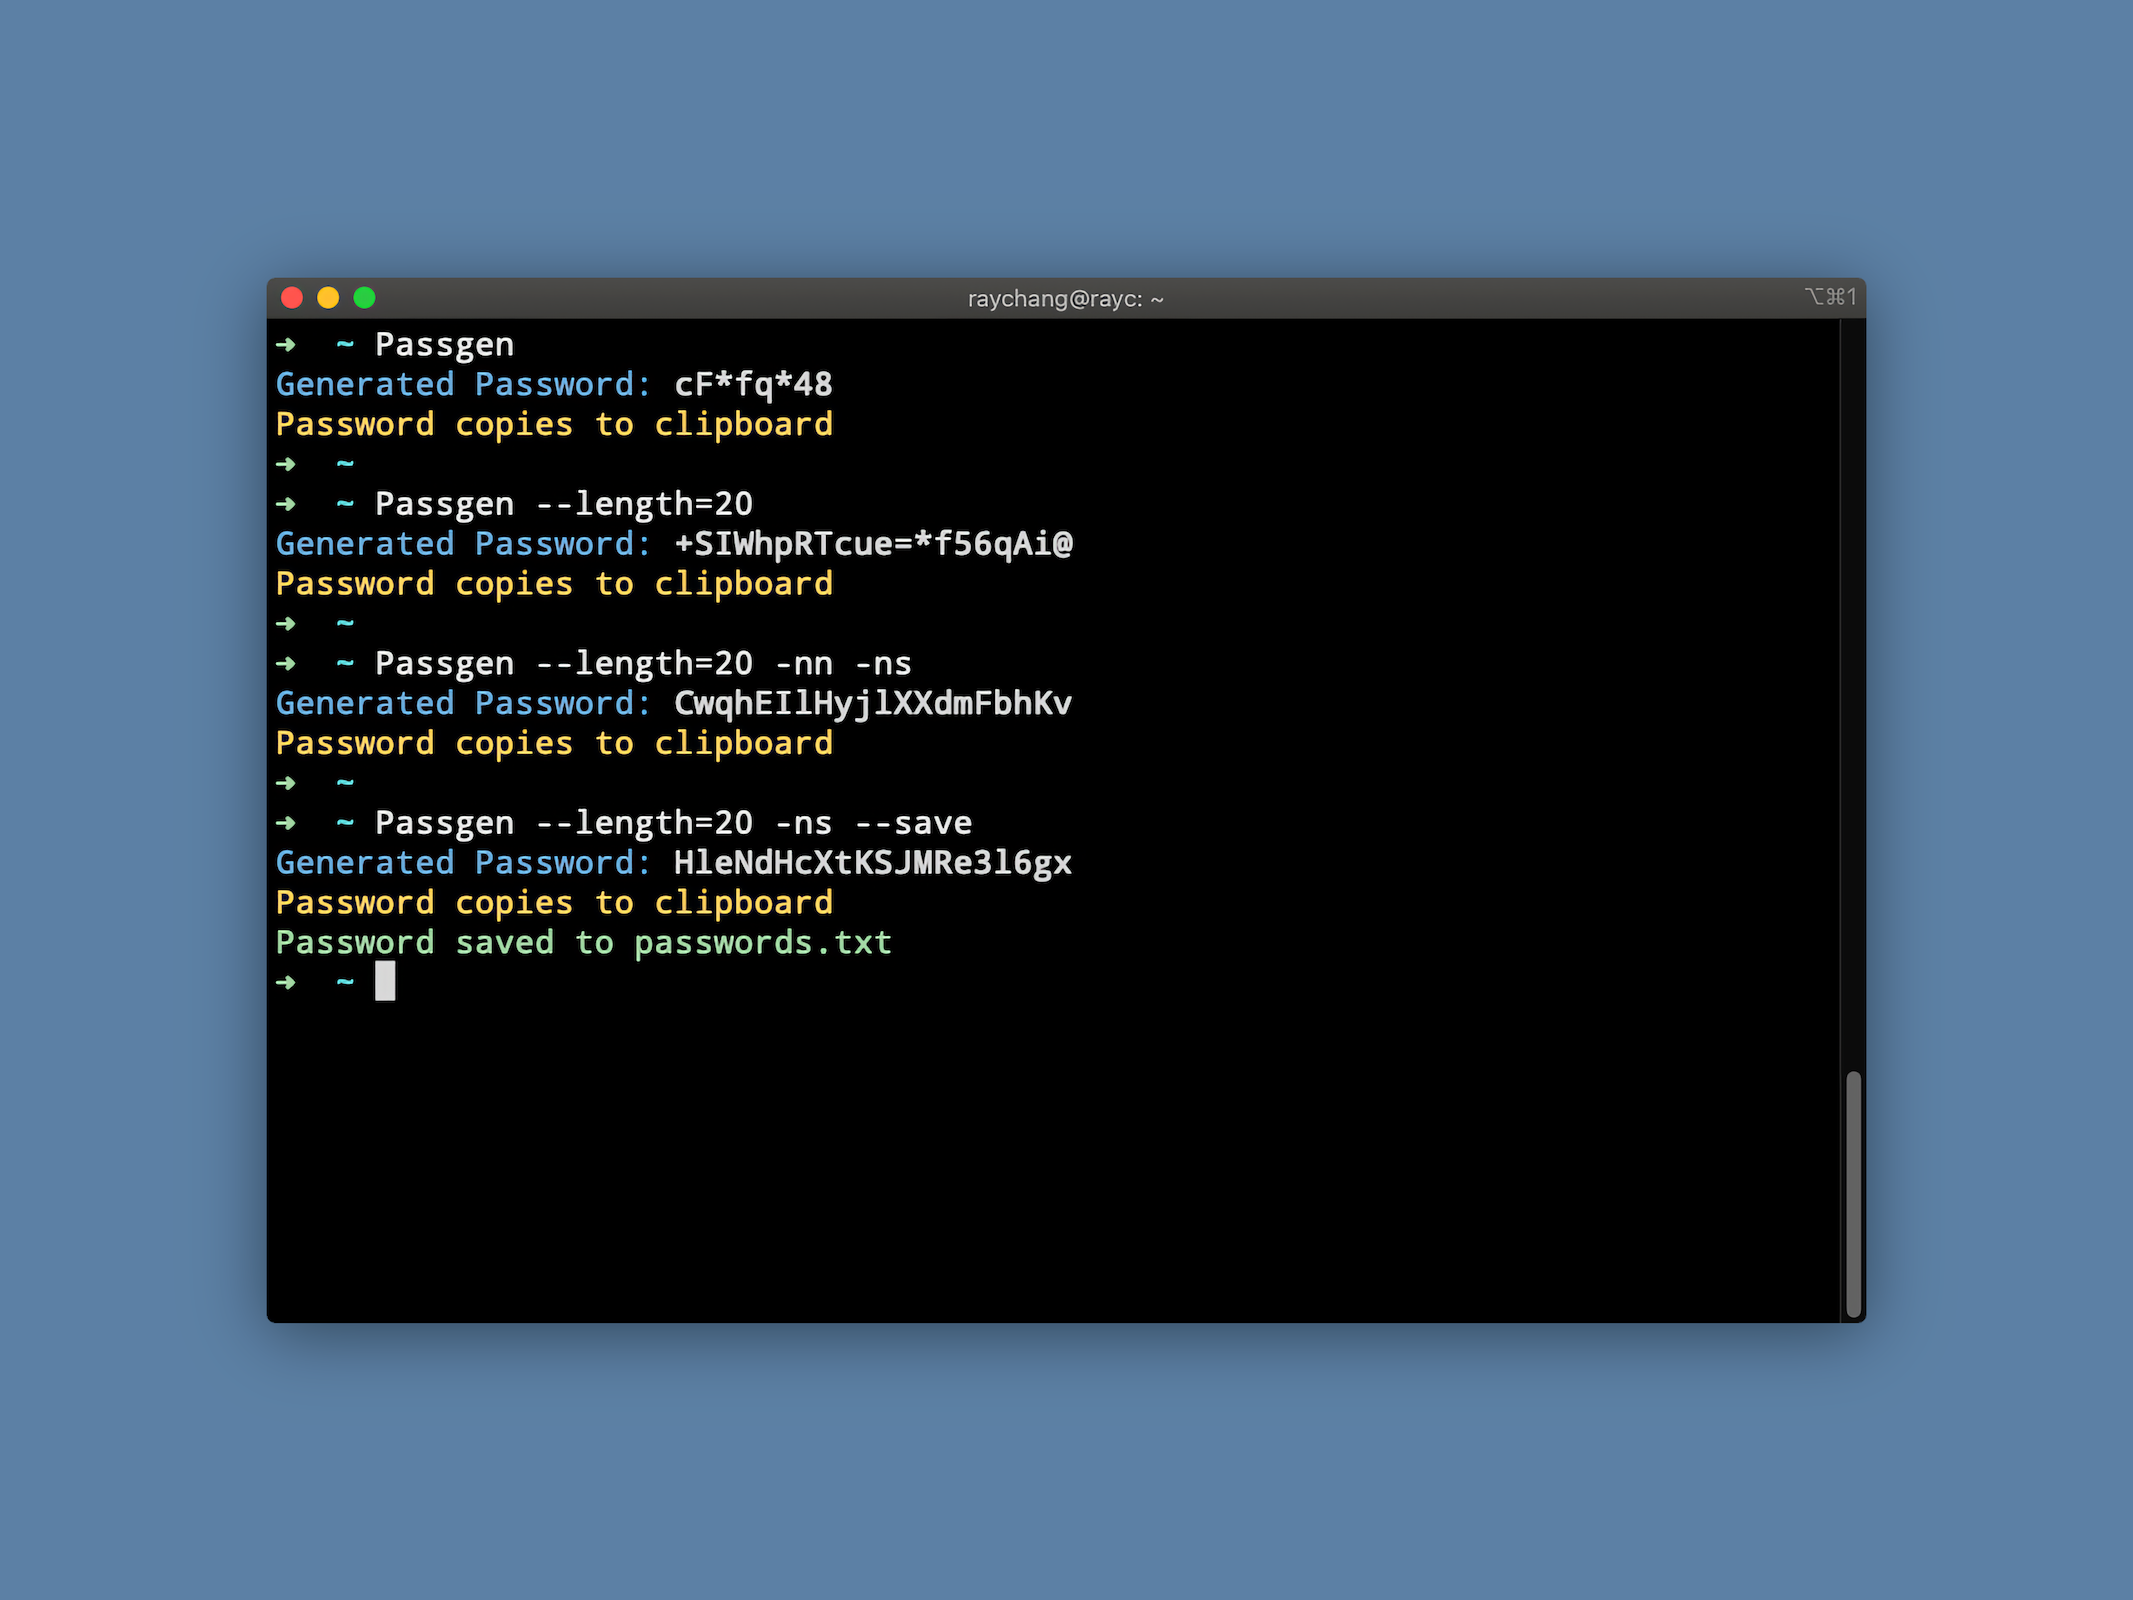 raychang@rayc: ~
⌥⌘1
➜ ~ Passgen
Generated Password: cF*fq*48
Password copies to clipboard
➜ ~
➜ ~ Passgen --length=20
Generated Password: +SIWhpRTcue=*f56qAi@
Password copies to clipboard
➜ ~
➜ ~ Passgen --length=20 -nn -ns
Generated Password: CwqhEIlHyjlXXdmFbhKv
Password copies to clipboard
➜ ~
➜ ~ Passgen --length=20 -ns --save
Generated Password: HleNdHcXtKSJMRe3l6gx
Password copies to clipboard
Password saved to passwords.txt
➜ ~